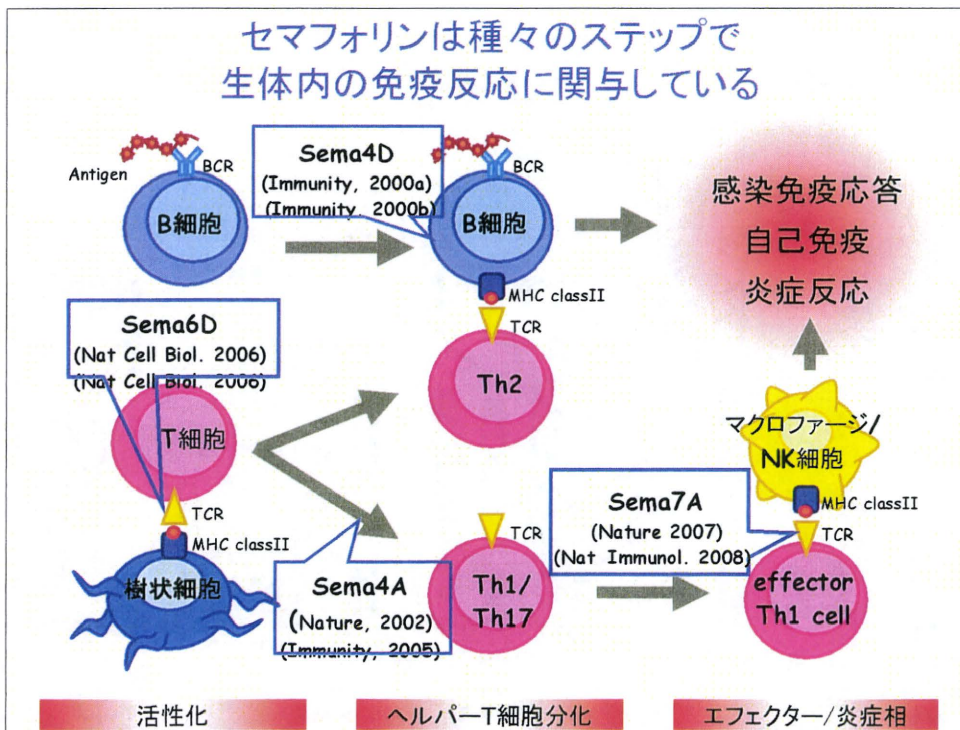 セマフォリンは種々のステップで
生体内の免疫反応に関与している
Antigen
BCR
B細胞
Sema4D
(Immunity, 2000a)
(Immunity, 2000b)
BCR
B細胞
MHC classII
TCR
Th2
感染免疫応答
自己免疫
炎症反応
Sema6D
(Nat Cell Biol. 2006)
(Nat Cell Biol. 2006)
T細胞
TCR
MHC classII
樹状細胞
Sema4A
(Nature, 2002)
(Immunity, 2005)
TCR
Th1/
Th17
Sema7A
(Nature 2007)
(Nat Immunol. 2008)
マクロファージ/
NK細胞
MHC classII
TCR
effector
Th1 cell
活性化
ヘルパーT細胞分化
エフェクター/炎症相